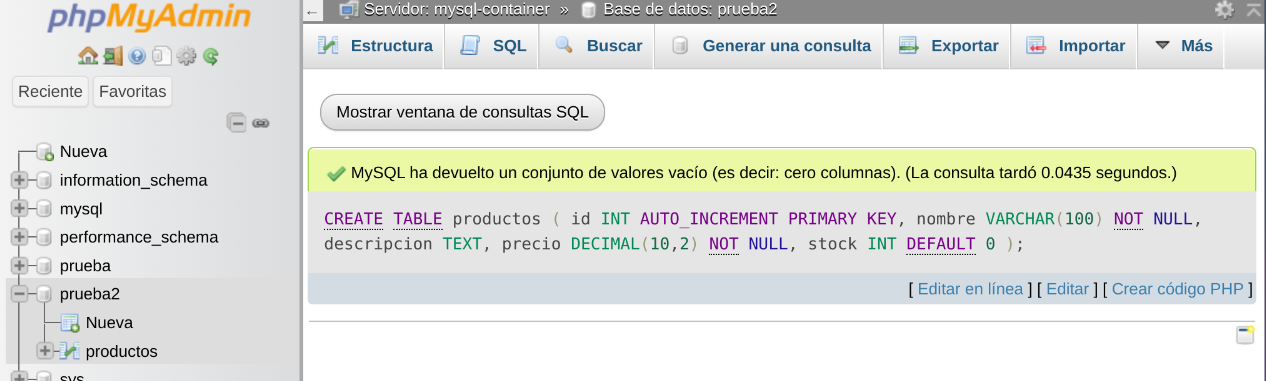 phpMyAdmin
Reciente Favoritas
Nueva
information_schema
mysql
performance_schema
prueba
prueba2
Nueva
productos
sys
Servidor: mysql-container » Base de datos: prueba2
Estructura SQL Buscar Generar una consulta Exportar Importar Más
Mostrar ventana de consultas SQL
MySQL ha devuelto un conjunto de valores vacío (es decir: cero columnas). (La consulta tardó 0.0435 segundos.)
CREATE TABLE productos ( id INT AUTO_INCREMENT PRIMARY KEY, nombre VARCHAR(100) NOT NULL,
descripcion TEXT, precio DECIMAL(10,2) NOT NULL, stock INT DEFAULT 0 );
[ Editar en línea ] [ Editar ] [ Crear código PHP ]